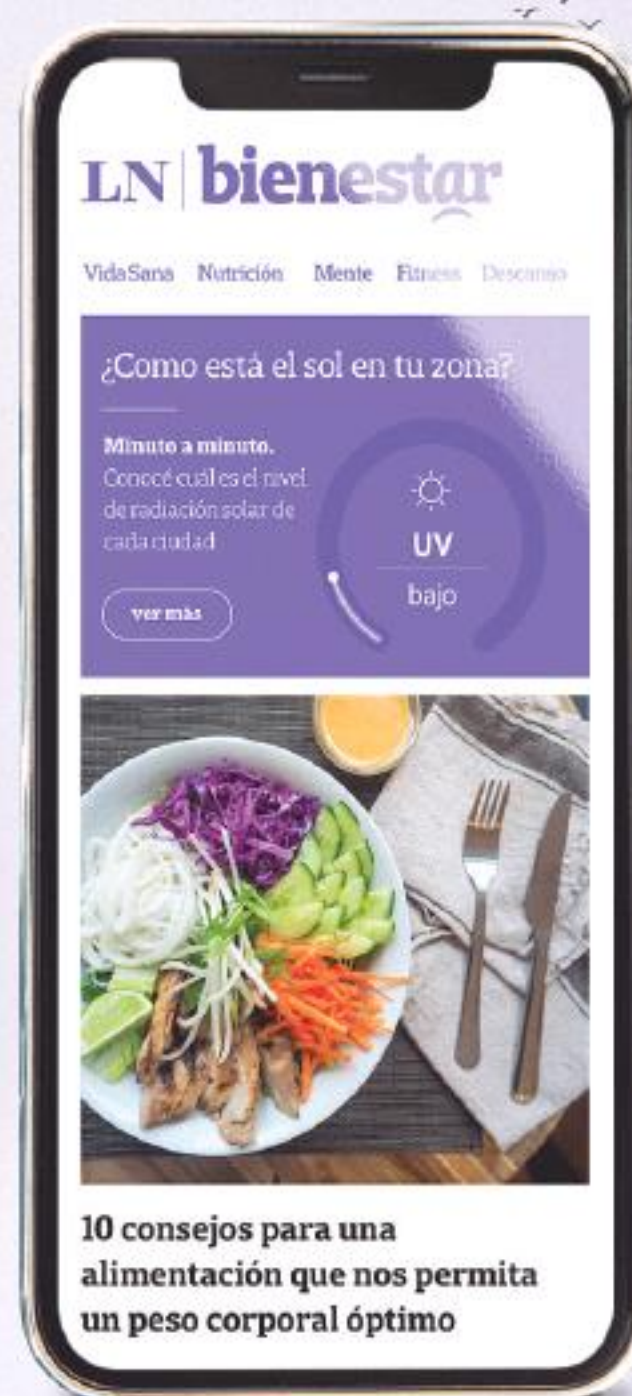 LN bienestar
VidaSana Nutrición Mente Fitness Descanso
¿Como está el sol en tu zona?
Minuto a minuto.
Conocé cuál es el nivel
de radiación solar de
cada ciudad
ver más
UV
bajo
10 consejos para una
alimentación que nos permita
un peso corporal óptimo